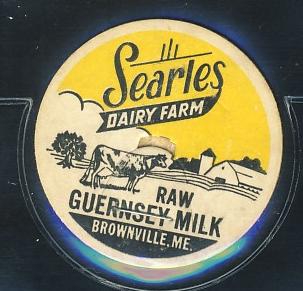 Searles
DAIRY FARM
RAW
GUERNSEY MILK
BROWNVILLE, ME.